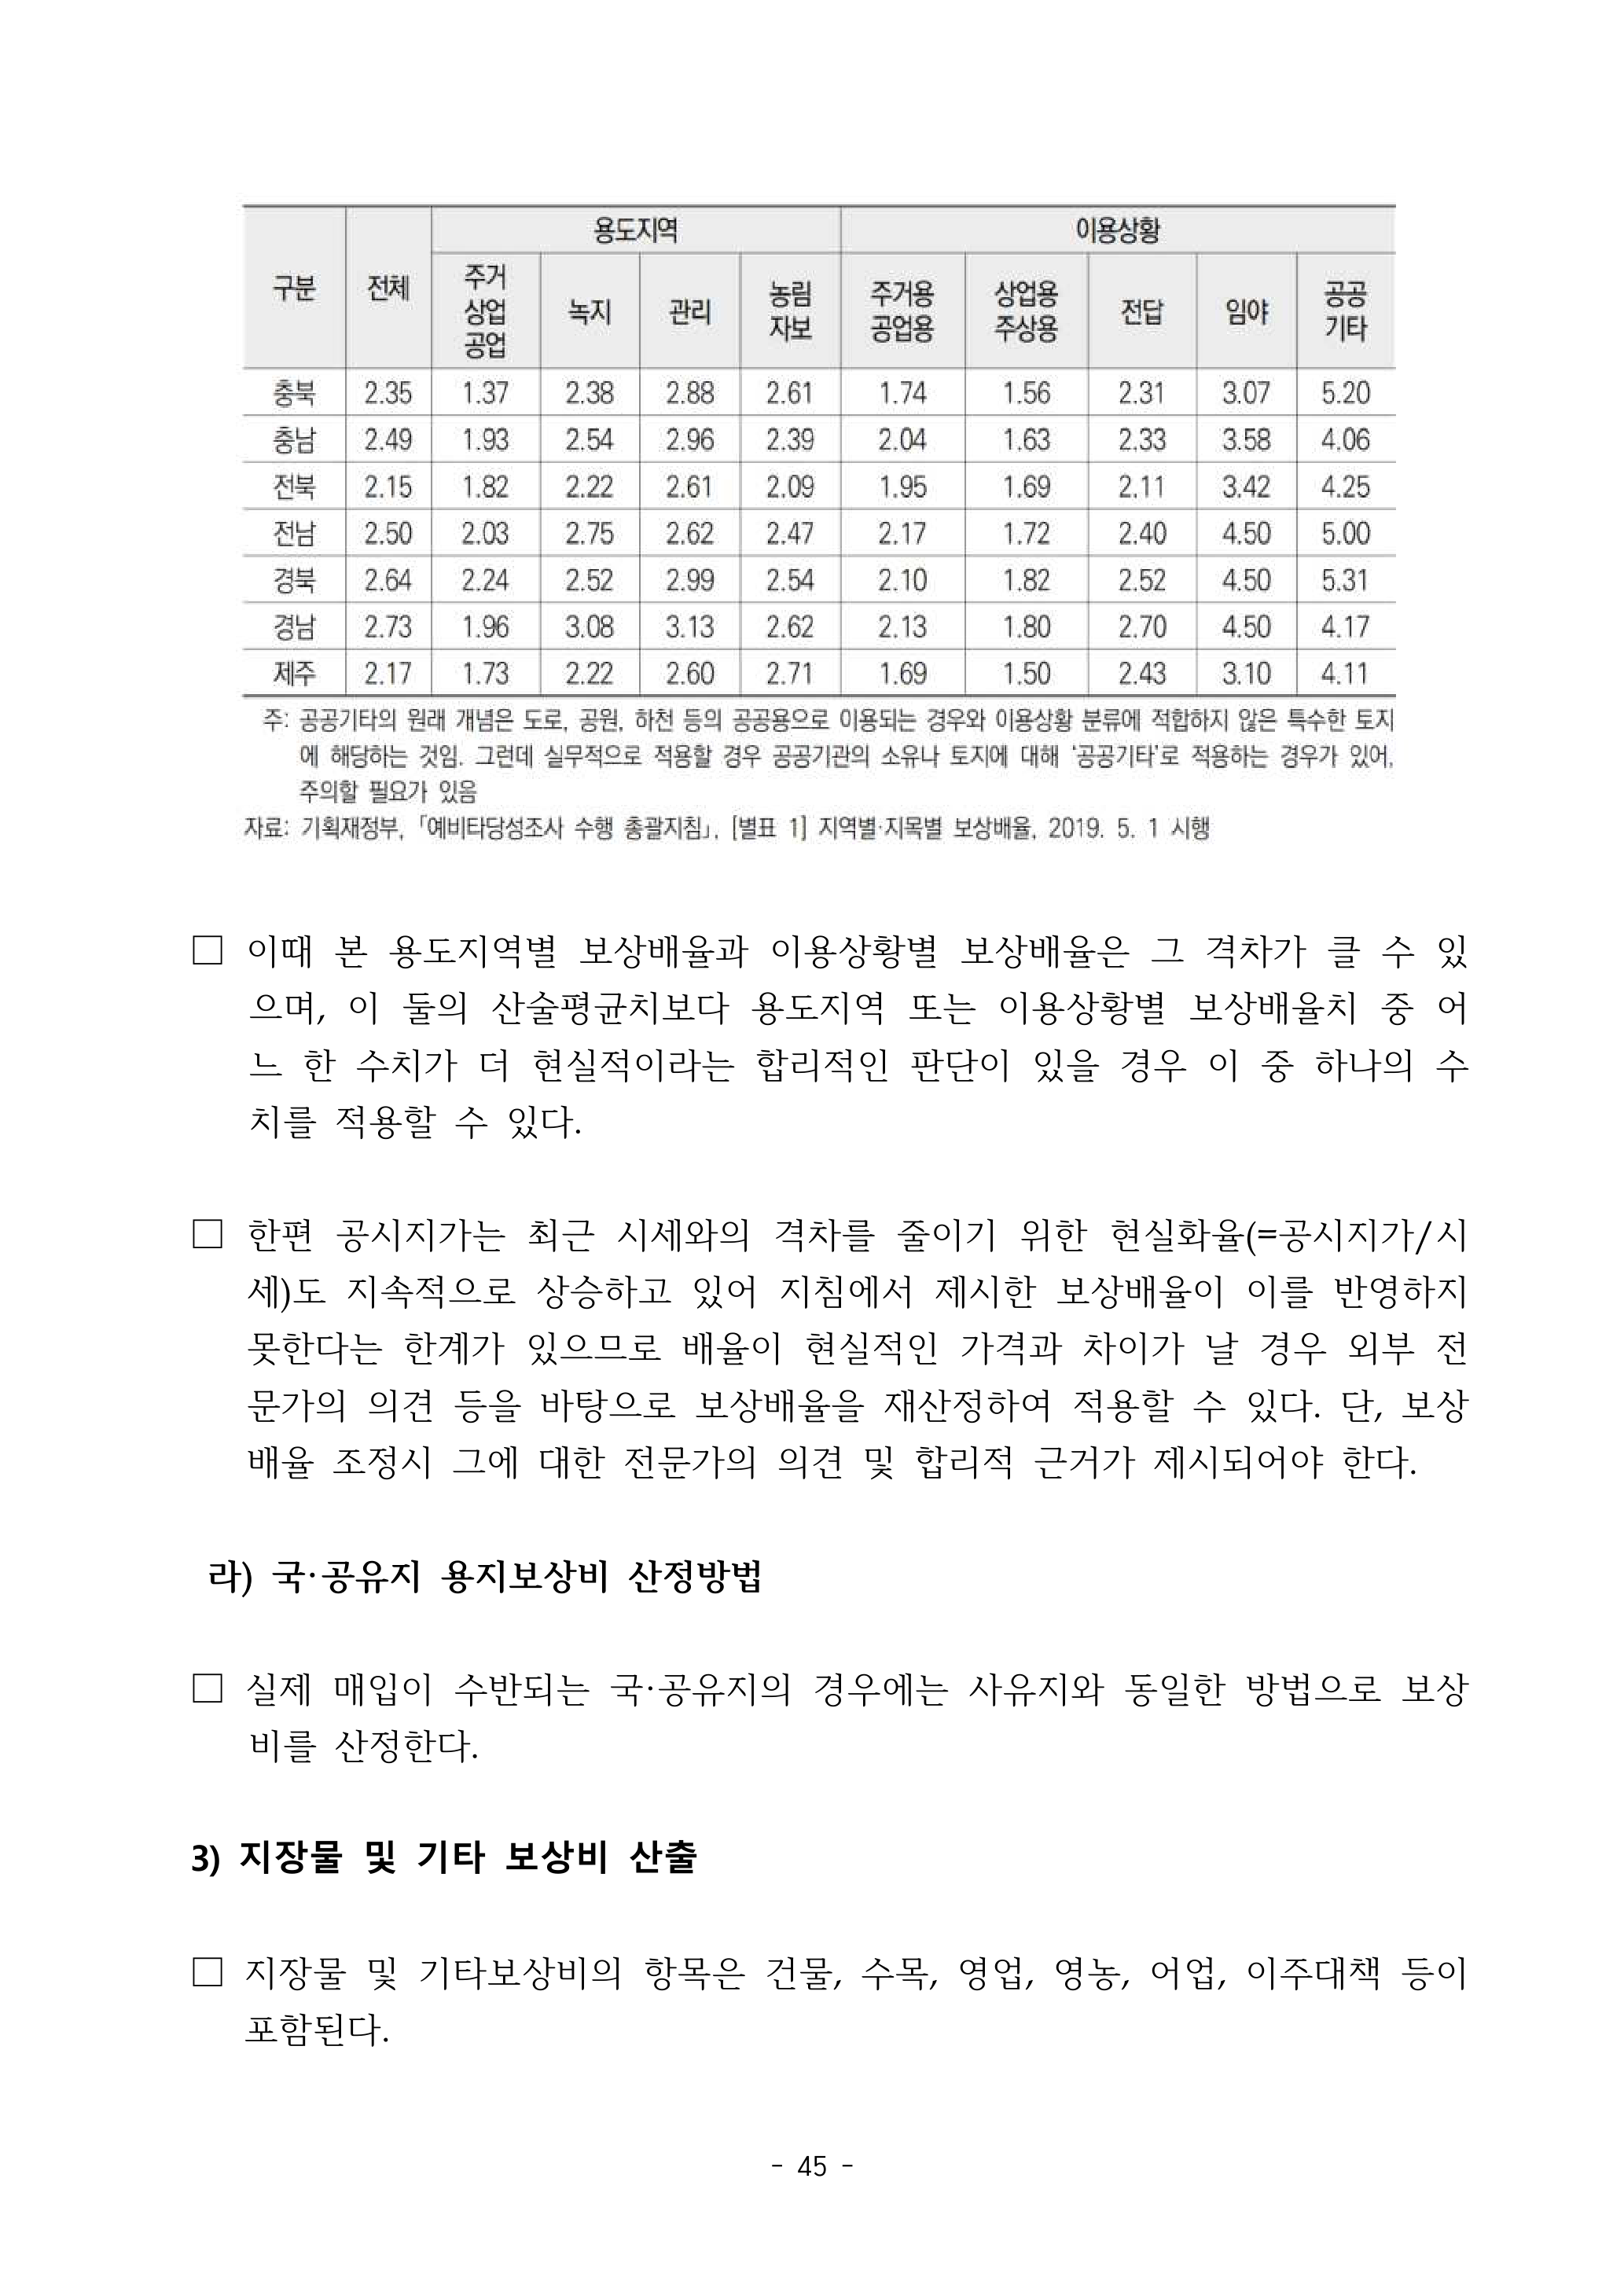 구분 전체 용도지역 이용상황
주거 상업 공업 녹지 관리 농림 자보 주거용 공업용 상업용 주상용 전답 임야 공공 기타
충북 2.35 1.37 2.38 2.88 2.61 1.74 1.56 2.31 3.07 5.20
충남 2.49 1.93 2.54 2.96 2.39 2.04 1.63 2.33 3.58 4.06
전북 2.15 1.82 2.22 2.61 2.09 1.95 1.69 2.11 3.42 4.25
전남 2.50 2.03 2.75 2.62 2.47 2.17 1.72 2.40 4.50 5.00
경북 2.64 2.24 2.52 2.99 2.54 2.10 1.82 2.52 4.50 5.31
경남 2.73 1.96 3.08 3.13 2.62 2.13 1.80 2.70 4.50 4.17
제주 2.17 1.73 2.22 2.60 2.71 1.69 1.50 2.43 3.10 4.11
주: 공공기타의 원래 개념은 도로, 공원, 하천 등의 공공용으로 이용되는 경우와 이용상황 분류에 적합하지 않은 특수한 토지
에 해당하는 것임. 그런데 실무적으로 적용할 경우 공공기관의 소유나 토지에 대해 ‘공공기타’로 적용하는 경우가 있어,
주의할 필요가 있음
자료: 기획재정부, 「예비타당성조사 수행 총괄지침」, [별표 1] 지역별·지목별 보상배율, 2019. 5. 1 시행
□ 이때 본 용도지역별 보상배율과 이용상황별 보상배율은 그 격차가 클 수 있
으며, 이 둘의 산술평균치보다 용도지역 또는 이용상황별 보상배율치 중 어
느 한 수치가 더 현실적이라는 합리적인 판단이 있을 경우 이 중 하나의 수
치를 적용할 수 있다.
□ 한편 공시지가는 최근 시세와의 격차를 줄이기 위한 현실화율(=공시지가/시
세)도 지속적으로 상승하고 있어 지침에서 제시한 보상배율이 이를 반영하지
못한다는 한계가 있으므로 배율이 현실적인 가격과 차이가 날 경우 외부 전
문가의 의견 등을 바탕으로 보상배율을 재산정하여 적용할 수 있다. 단, 보상
배율 조정시 그에 대한 전문가의 의견 및 합리적 근거가 제시되어야 한다.
라) 국·공유지 용지보상비 산정방법
□ 실제 매입이 수반되는 국·공유지의 경우에는 사유지와 동일한 방법으로 보상
비를 산정한다.
3) 지장물 및 기타 보상비 산출
□ 지장물 및 기타보상비의 항목은 건물, 수목, 영업, 영농, 어업, 이주대책 등이
포함된다.
- 45 -